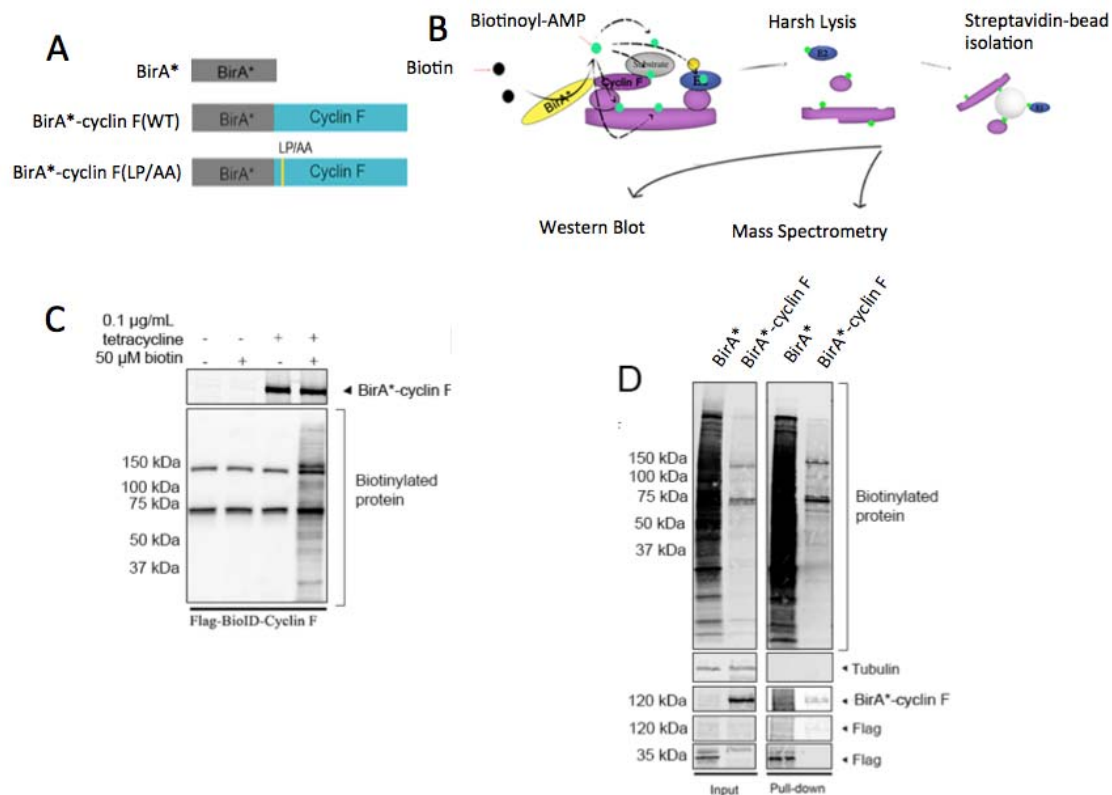 A
BirA*
BirA*
BirA*-cyclin F(WT)
BirA*
Cyclin F
LP/AA
BirA*-cyclin F(LP/AA)
BirA*
Cyclin F
B
Biotinoyl-AMP
Harsh Lysis
Streptavidin-bead
isolation
Biotin
Substrate
Cyclin F
BirA*
E2
Western Blot
Mass Spectrometry
C
0.1 µg/mL
tetracycline
- - + +
50 µM biotin
- + - +
BirA*-cyclin F
150 kDa
100 kDa
75 kDa
50 kDa
37 kDa
Biotinylated
protein
Flag-BioID-Cyclin F
D
BirA*
BirA*-cyclin F
BirA*
BirA*-cyclin F
150 kDa
100 kDa
75 kDa
50 kDa
37 kDa
Biotinylated
protein
Tubulin
120 kDa
BirA*-cyclin F
120 kDa
Flag
35 kDa
Flag
Input
Pull-down